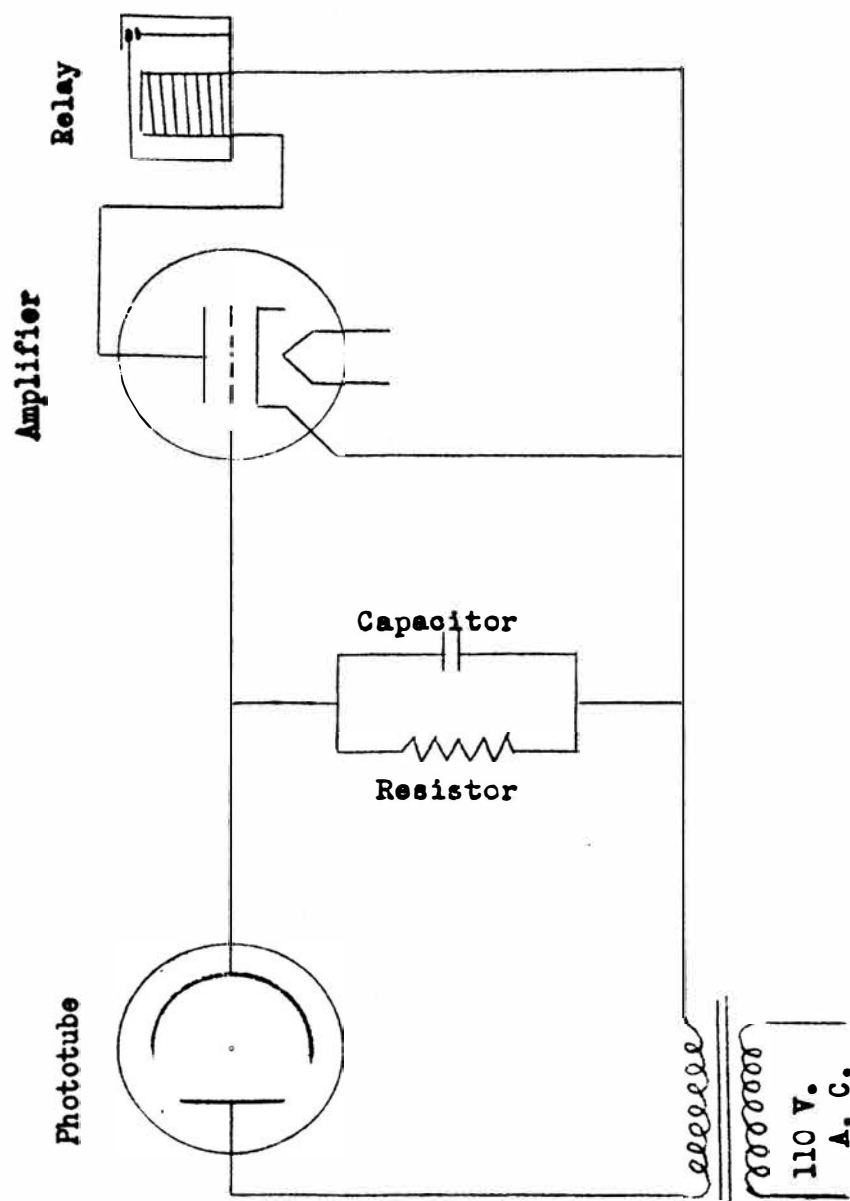 Relay
Amplifier
Capacitor
Resistor
Phototube
110 V.
A. C.